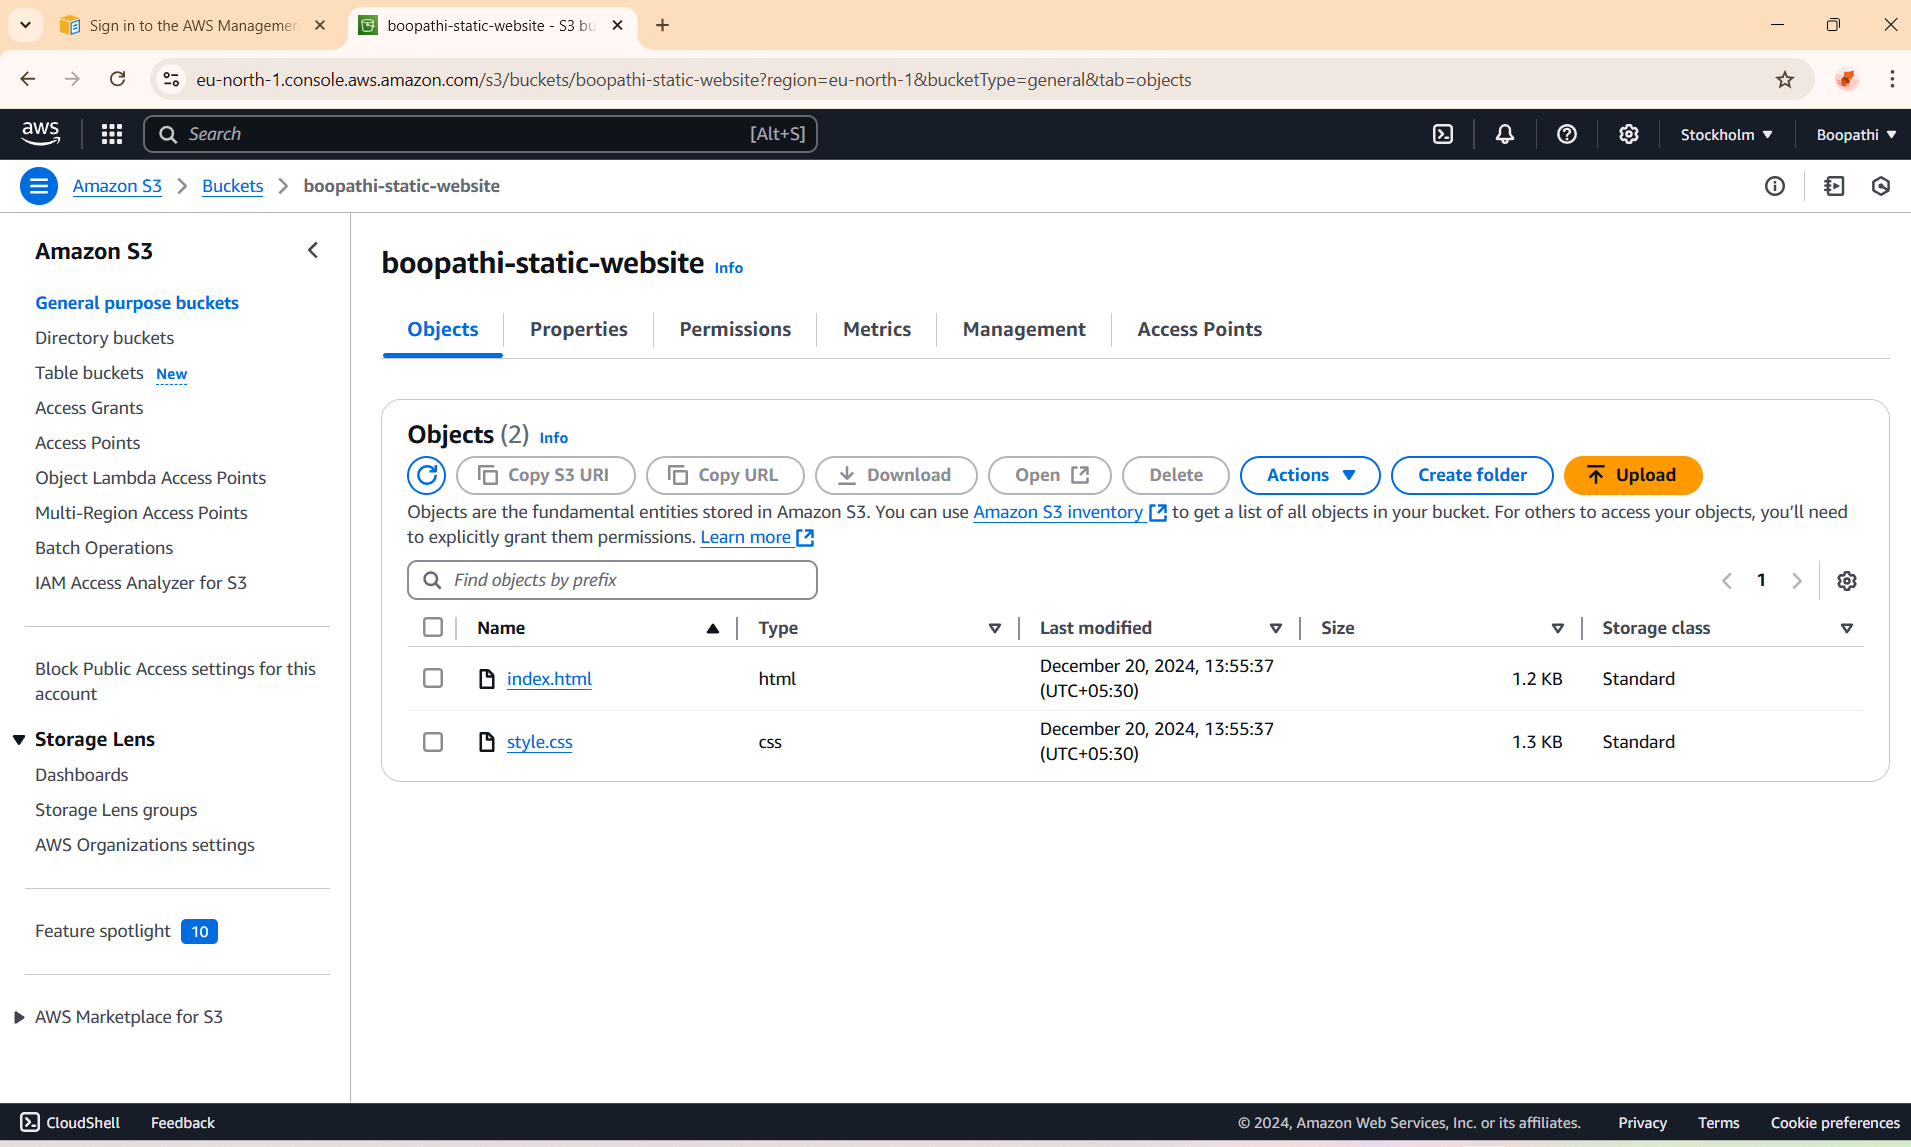 Sign in to the AWS Managemen
boopathi-static-website - S3 bu
eu-north-1.console.aws.amazon.com/s3/buckets/boopathi-static-website?region=eu-north-1&bucketType=general&tab=objects
aws
Search
[Alt+S]
Stockholm
Boopathi
Amazon S3
Buckets
boopathi-static-website
Amazon S3
General purpose buckets
Directory buckets
Table buckets New
Access Grants
Access Points
Object Lambda Access Points
Multi-Region Access Points
Batch Operations
IAM Access Analyzer for S3
Block Public Access settings for this
account
Storage Lens
Dashboards
Storage Lens groups
AWS Organizations settings
Feature spotlight 10
AWS Marketplace for S3
boopathi-static-website Info
Objects
Properties
Permissions
Metrics
Management
Access Points
Objects (2) Info
Copy S3 URI
Copy URL
Download
Open
Delete
Actions
Create folder
Upload
Objects are the fundamental entities stored in Amazon S3. You can use Amazon S3 inventory to get a list of all objects in your bucket. For others to access your objects, you'll need
to explicitly grant them permissions. Learn more
Find objects by prefix
1
Name Type Last modified Size Storage class
index.html html December 20, 2024, 13:55:37 (UTC+05:30) 1.2 KB Standard
style.css css December 20, 2024, 13:55:37 (UTC+05:30) 1.3 KB Standard
CloudShell
Feedback
© 2024, Amazon Web Services, Inc. or its affiliates.
Privacy
Terms
Cookie preferences